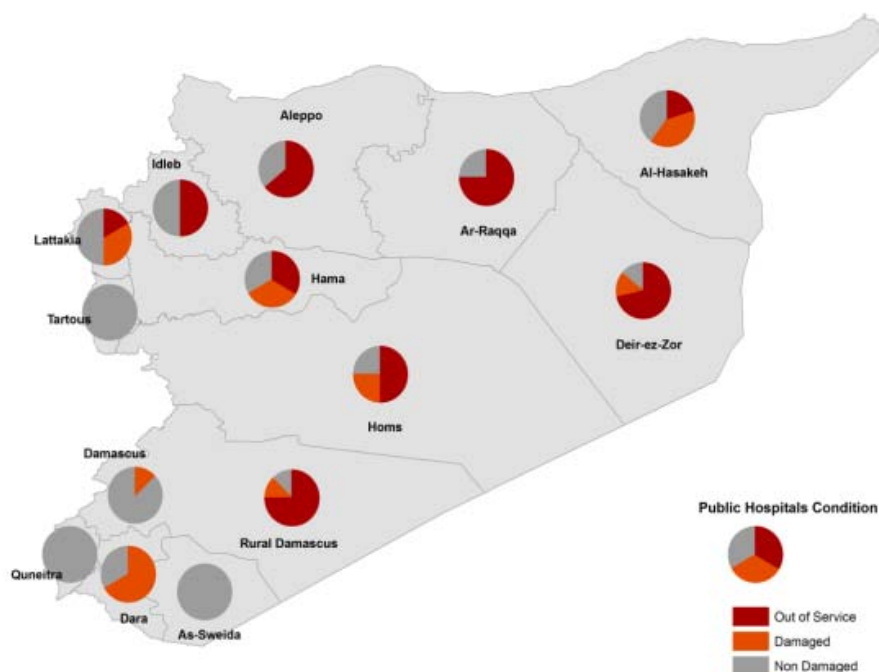 Aleppo
Idleb
Al-Hasakeh
Ar-Raqqa
Lattakia
Hama
Tartous
Deir-ez-Zor
Homs
Damascus
Rural Damascus
Quneitra
Dara
As-Sweida
Public Hospitals Condition
Out of Service
Damaged
Non Damaged